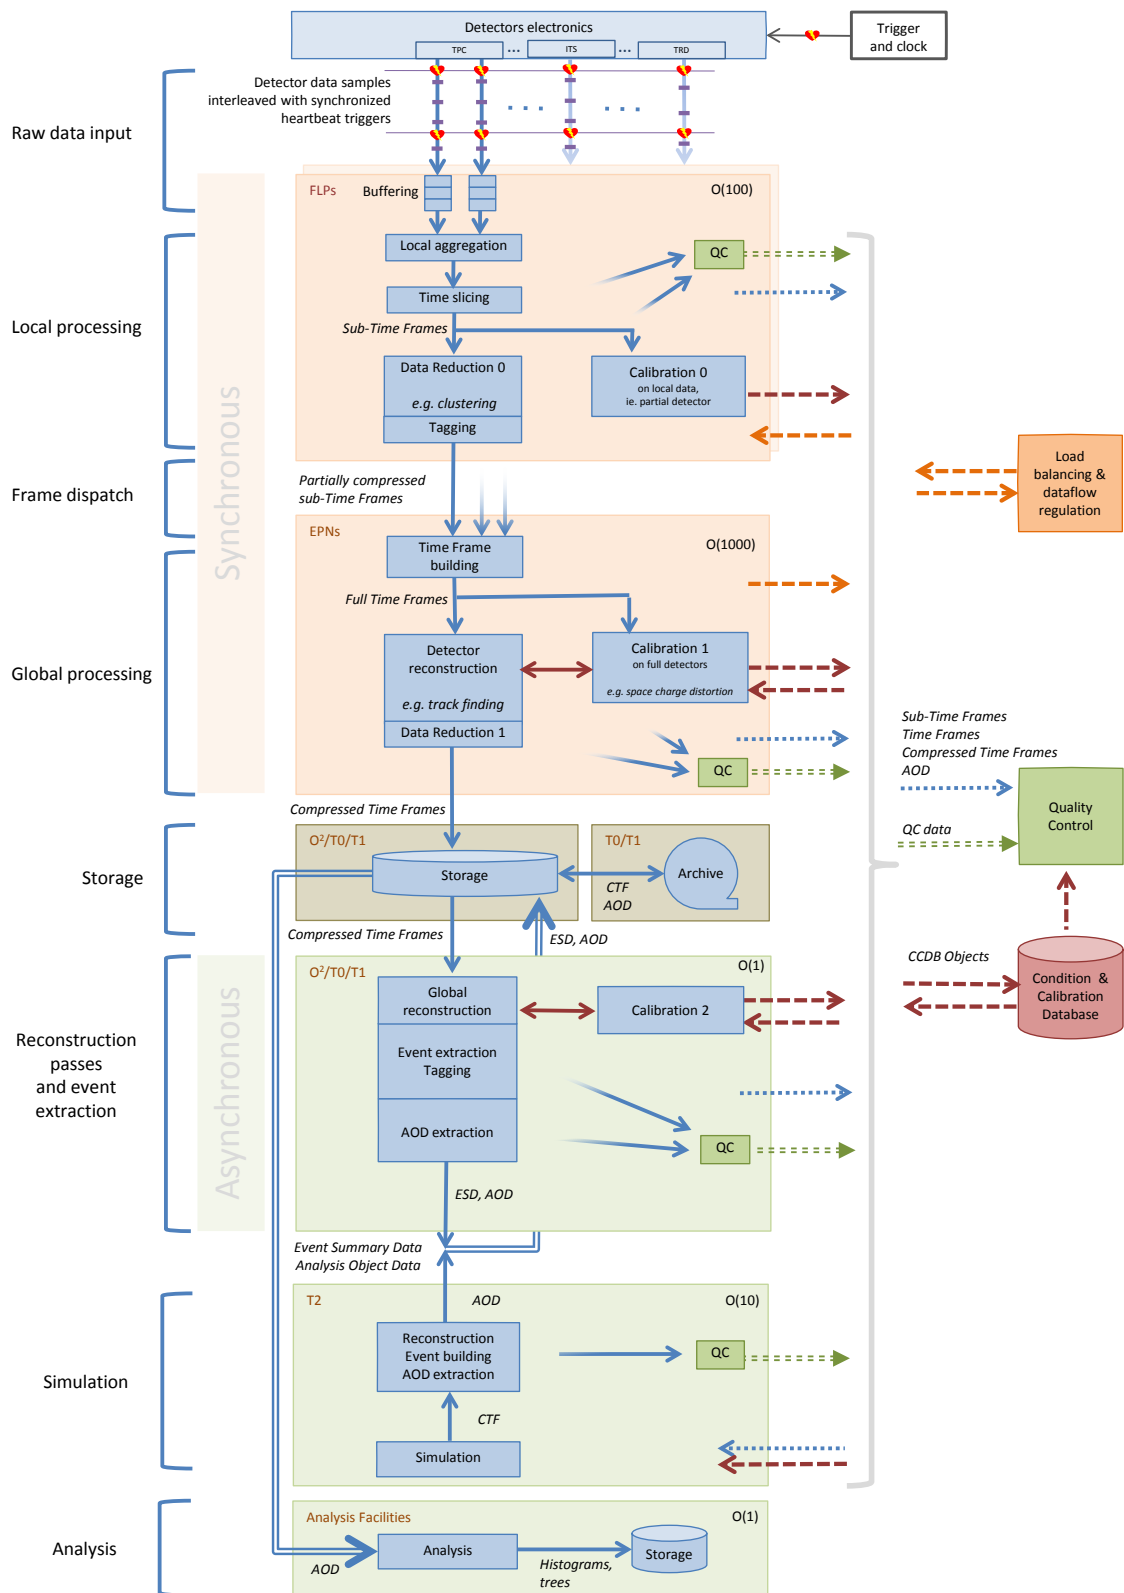 Detectors electronics
TPC
...
ITS
...
TRD
Trigger
and clock
Detector data samples
interleaved with synchronized
heartbeat triggers
Raw data input
FLPs
Buffering
O(100)
Local aggregation
QC
Time slicing
Sub-Time Frames
Local processing
Data Reduction 0
e.g. clustering
Tagging
Calibration 0
on local data,
ie. partial detector
Synchronous
Load
balancing &
dataflow
regulation
Partially compressed
sub-Time Frames
Frame dispatch
EPNs
O(1000)
Time Frame
building
Full Time Frames
Global processing
Detector
reconstruction
e.g. track finding
Data Reduction 1
Calibration 1
on full detectors
e.g. space charge distortion
QC
Sub-Time Frames
Time Frames
Compressed Time Frames
AOD
QC data
Quality
Control
Compressed Time Frames
O²/T0/T1
T0/T1
Storage
Storage
CTF
AOD
Archive
Compressed Time Frames
ESD, AOD
CCDB Objects
Condition &
Calibration
Database
O²/T0/T1
O(1)
Global
reconstruction
Calibration 2
Reconstruction
passes
and event
extraction
Asynchronous
Event extraction
Tagging
AOD extraction
QC
ESD, AOD
Event Summary Data
Analysis Object Data
T2
AOD
O(10)
Simulation
Reconstruction
Event building
AOD extraction
QC
CTF
Simulation
Analysis Facilities
O(1)
Analysis
AOD
Analysis
Histograms,
trees
Storage